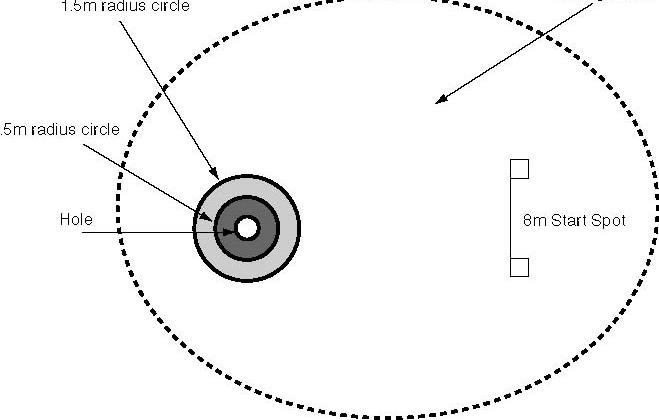 1.5m radius circle
.5m radius circle
Hole
8m Start Spot